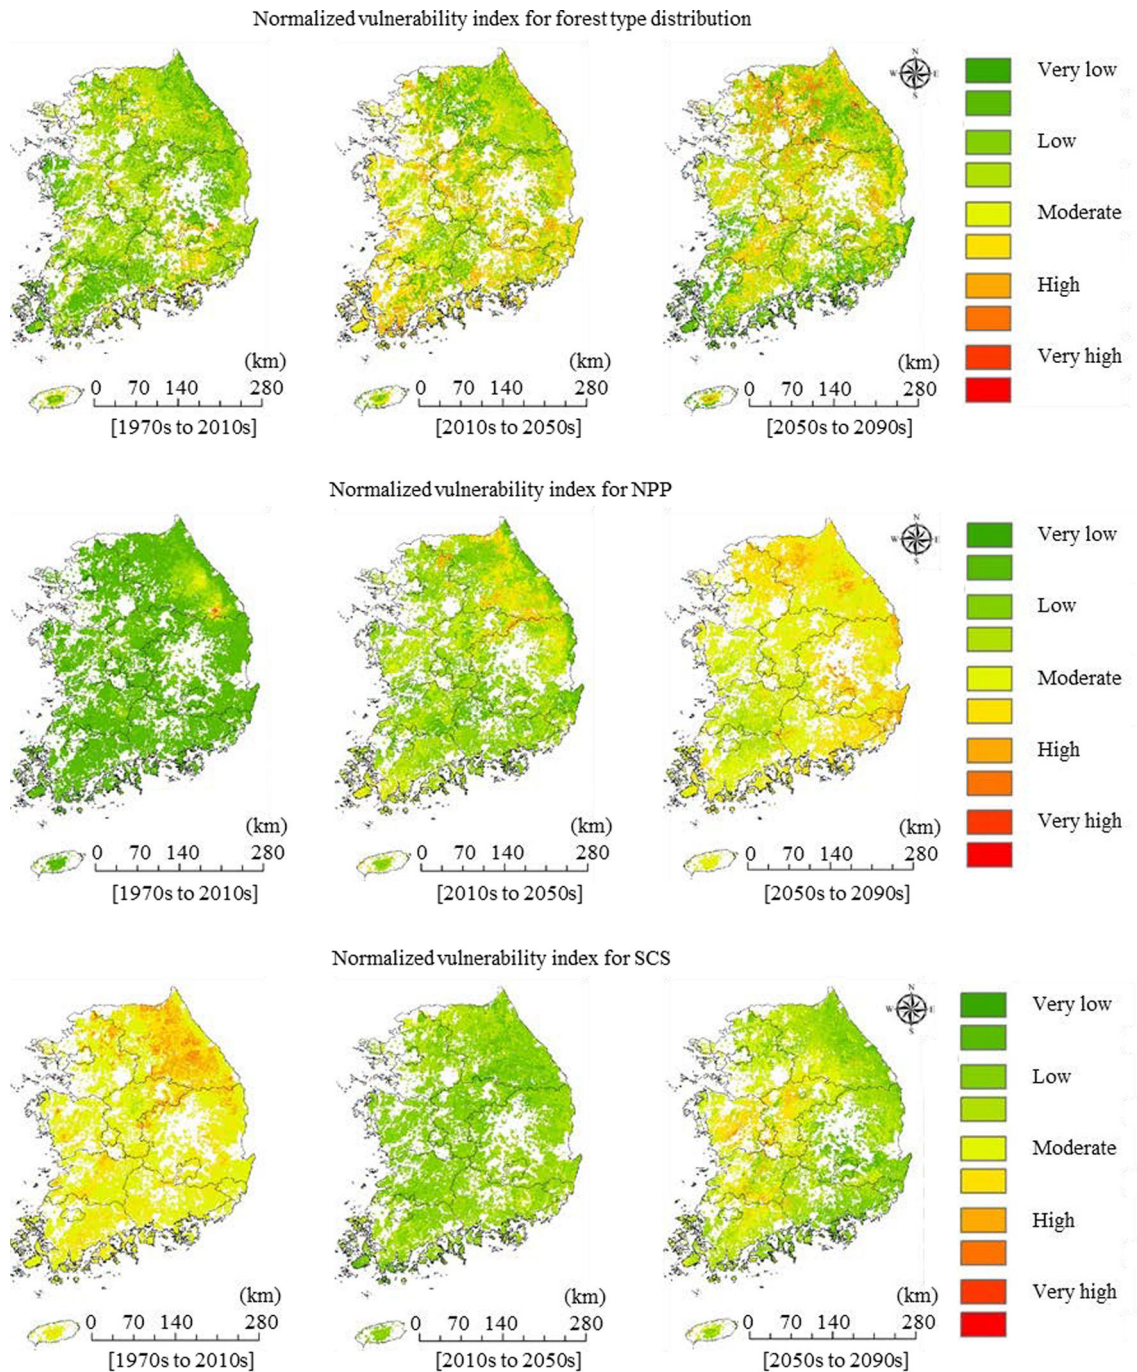 Normalized vulnerability index for forest type distribution
N
W E
S
Very low
Low
Moderate
High
Very high
(km) (km) (km)
0 70 140 280 0 70 140 280 0 70 140 280
[1970s to 2010s] [2010s to 2050s] [2050s to 2090s]
Normalized vulnerability index for NPP
N
W E
S
Very low
Low
Moderate
High
Very high
(km) (km) (km)
0 70 140 280 0 70 140 280 0 70 140 280
[1970s to 2010s] [2010s to 2050s] [2050s to 2090s]
Normalized vulnerability index for SCS
N
W E
S
Very low
Low
Moderate
High
Very high
(km) (km) (km)
0 70 140 280 0 70 140 280 0 70 140 280
[1970s to 2010s] [2010s to 2050s] [2050s to 2090s]